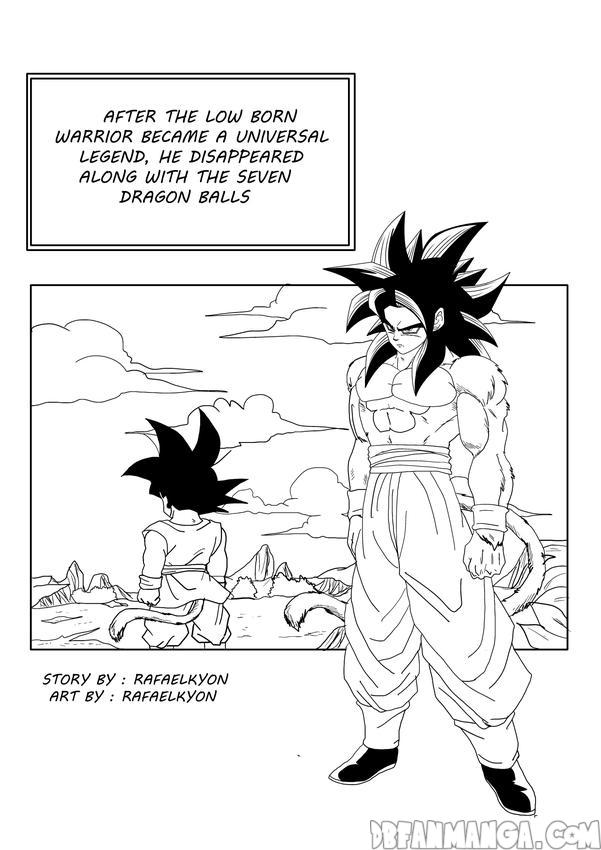 AFTER THE LOW BORN
WARRIOR BECAME A UNIVERSAL
LEGEND, HE DISAPPEARED
ALONG WITH THE SEVEN
DRAGON BALLS
STORY BY : RAFAELKYON
ART BY : RAFAELKYON
DBFANMANGA.COM